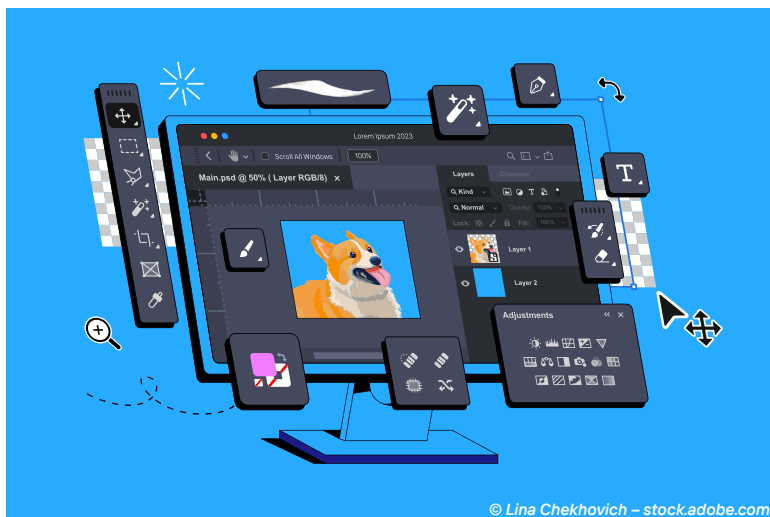 Lorem Ipsum 2023
Scroll All Windows
100%
Main.psd @ 50% ( Layer RGB/8) ×
Layers
Channels
Kind
T
Normal
Opacity: 100%
Lock:
Fill: 100%
Layer 1
Layer 2
T
Adjustments
© Lina Chekhovich – stock.adobe.com